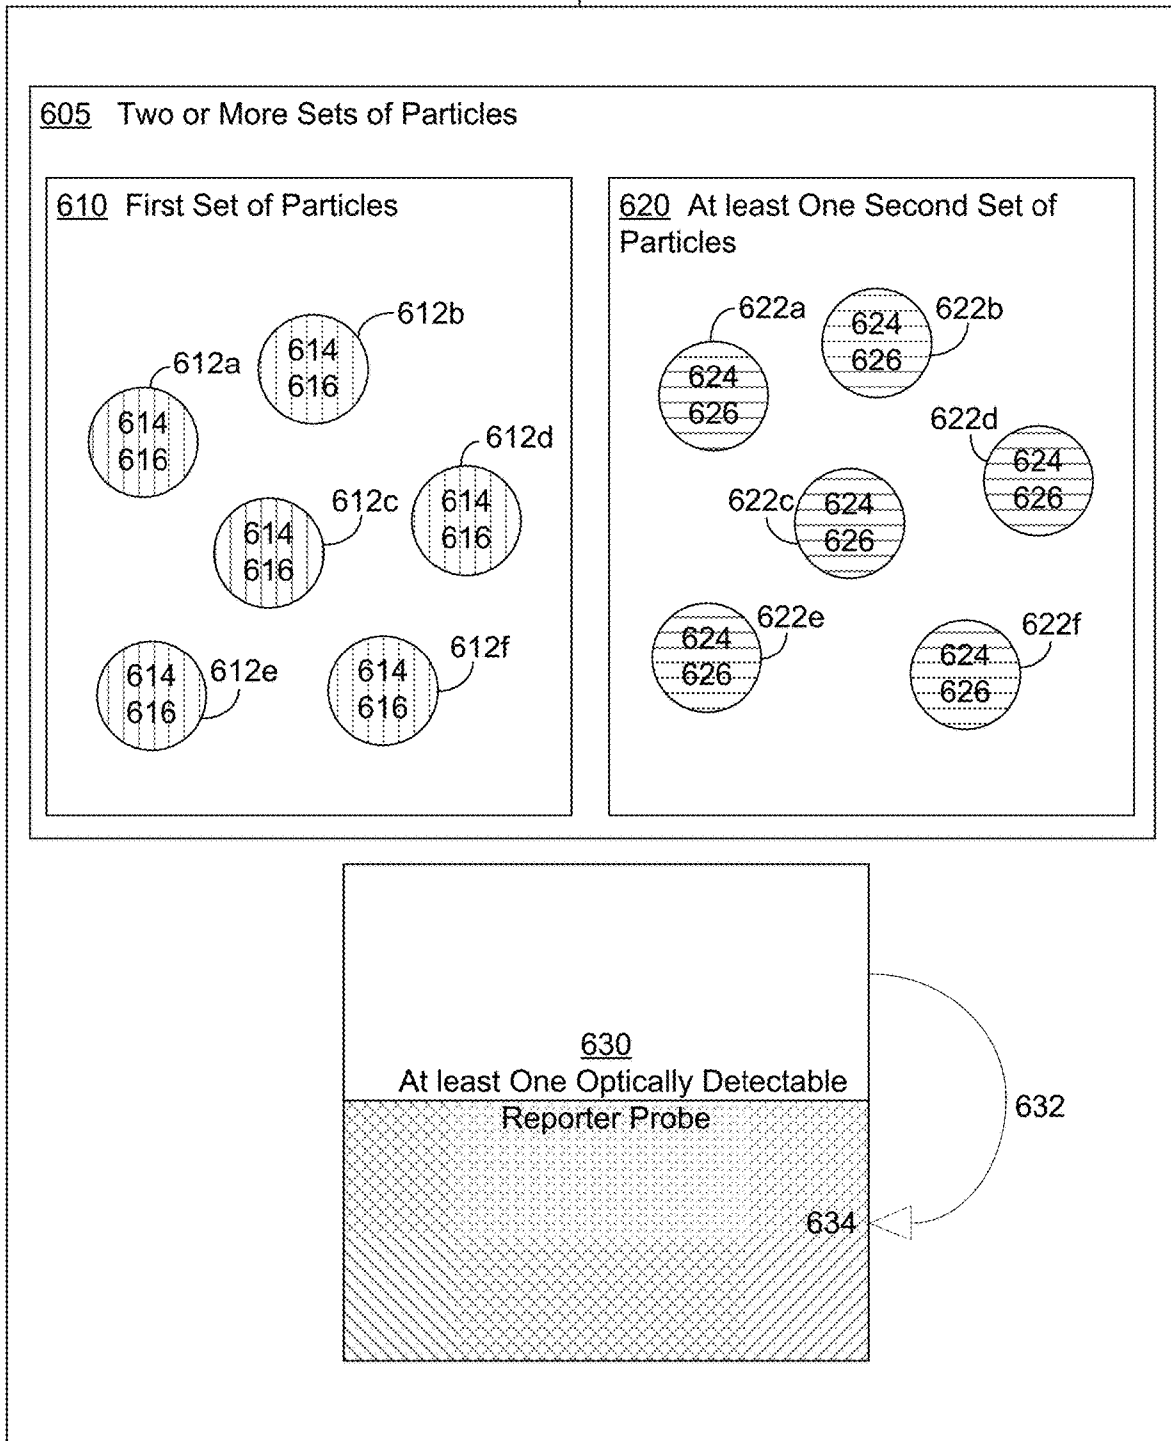 605 Two or More Sets of Particles
610 First Set of Particles
612a
614
616
612b
614
616
612c
614
616
612d
614
616
612e
614
616
612f
614
616
620 At least One Second Set of
Particles
622a
624
626
622b
624
626
622c
624
626
622d
624
626
622e
624
626
622f
624
626
630
At least One Optically Detectable
Reporter Probe
632
634